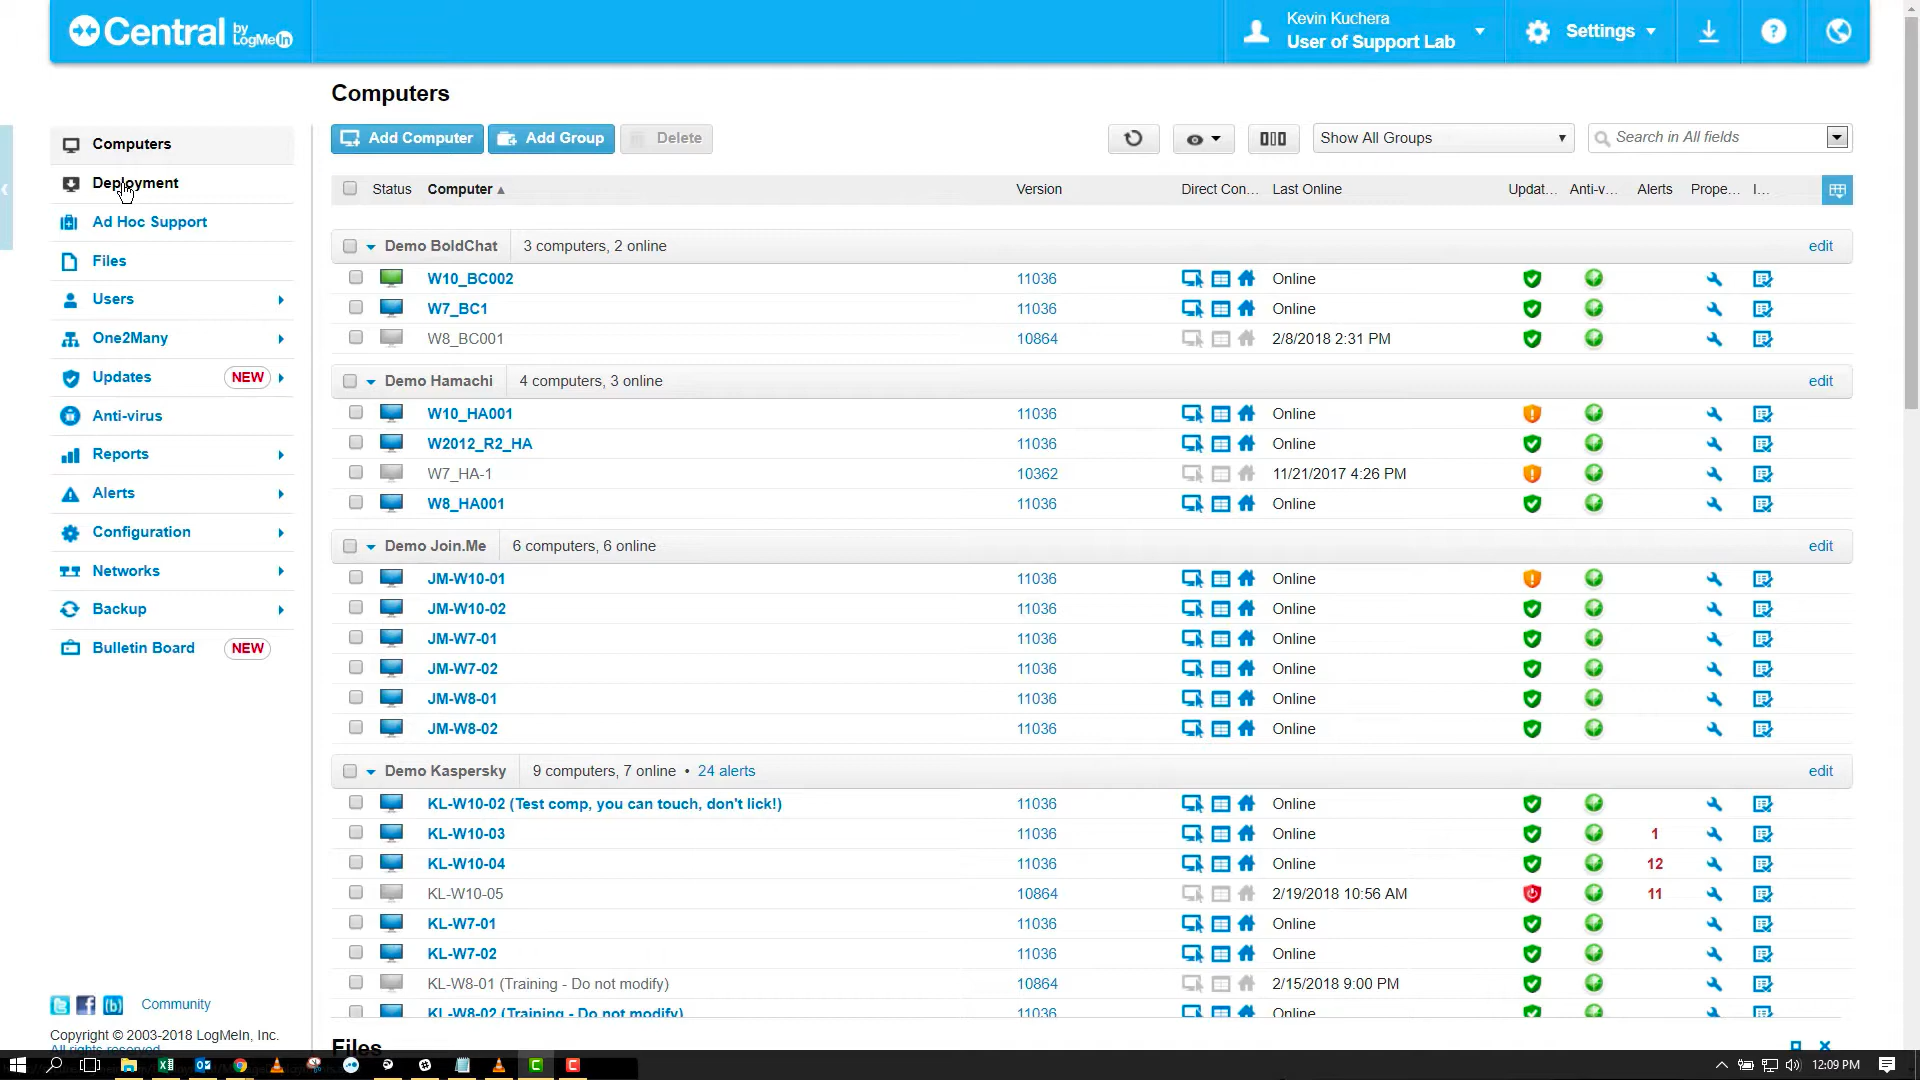 Central by LogMeIn
Kevin Kuchera
User of Support Lab
Settings
?
Computers
Add Computer
Add Group
Delete
Show All Groups
Search in All fields
Computers
Deployment
Ad Hoc Support
Files
Users
One2Many
Updates NEW
Anti-virus
Reports
Alerts
Configuration
Networks
Backup
Bulletin Board NEW
Status Computer Version Direct Con... Last Online Updat... Anti-v... Alerts Prope... I...
Demo BoldChat 3 computers, 2 online edit
W10_BC002 11036 Online
W7_BC1 11036 Online
W8_BC001 10864 2/8/2018 2:31 PM
Demo Hamachi 4 computers, 3 online edit
W10_HA001 11036 Online
W2012_R2_HA 11036 Online
W7_HA-1 10362 11/21/2017 4:26 PM
W8_HA001 11036 Online
Demo Join.Me 6 computers, 6 online edit
JM-W10-01 11036 Online
JM-W10-02 11036 Online
JM-W7-01 11036 Online
JM-W7-02 11036 Online
JM-W8-01 11036 Online
JM-W8-02 11036 Online
Demo Kaspersky 9 computers, 7 online • 24 alerts edit
KL-W10-02 (Test comp, you can touch, don't lick!) 11036 Online
KL-W10-03 11036 Online 1
KL-W10-04 11036 Online 12
KL-W10-05 10864 2/19/2018 10:56 AM 11
KL-W7-01 11036 Online
KL-W7-02 11036 Online
KL-W8-01 (Training - Do not modify) 10864 2/15/2018 9:00 PM
KL-W8-02 (Training - Do not modify) 11036 Online
Files
Community
Copyright © 2003-2018 LogMeIn, Inc.
All rights reserved
12:09 PM